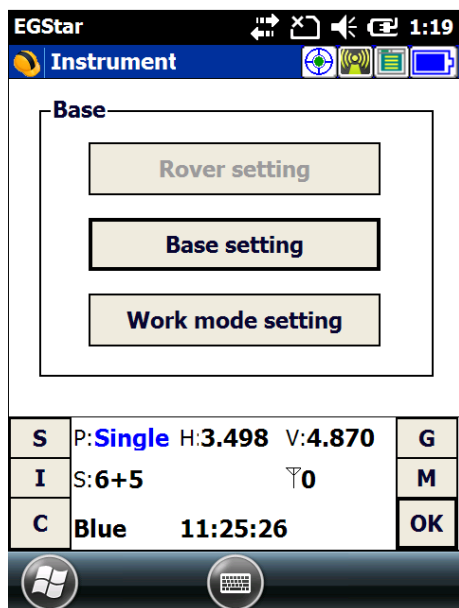 EGStar 1:19
Instrument
Base
Rover setting
Base setting
Work mode setting
S P:Single H:3.498 V:4.870 G
I S:6+5 0 M
C Blue 11:25:26 OK